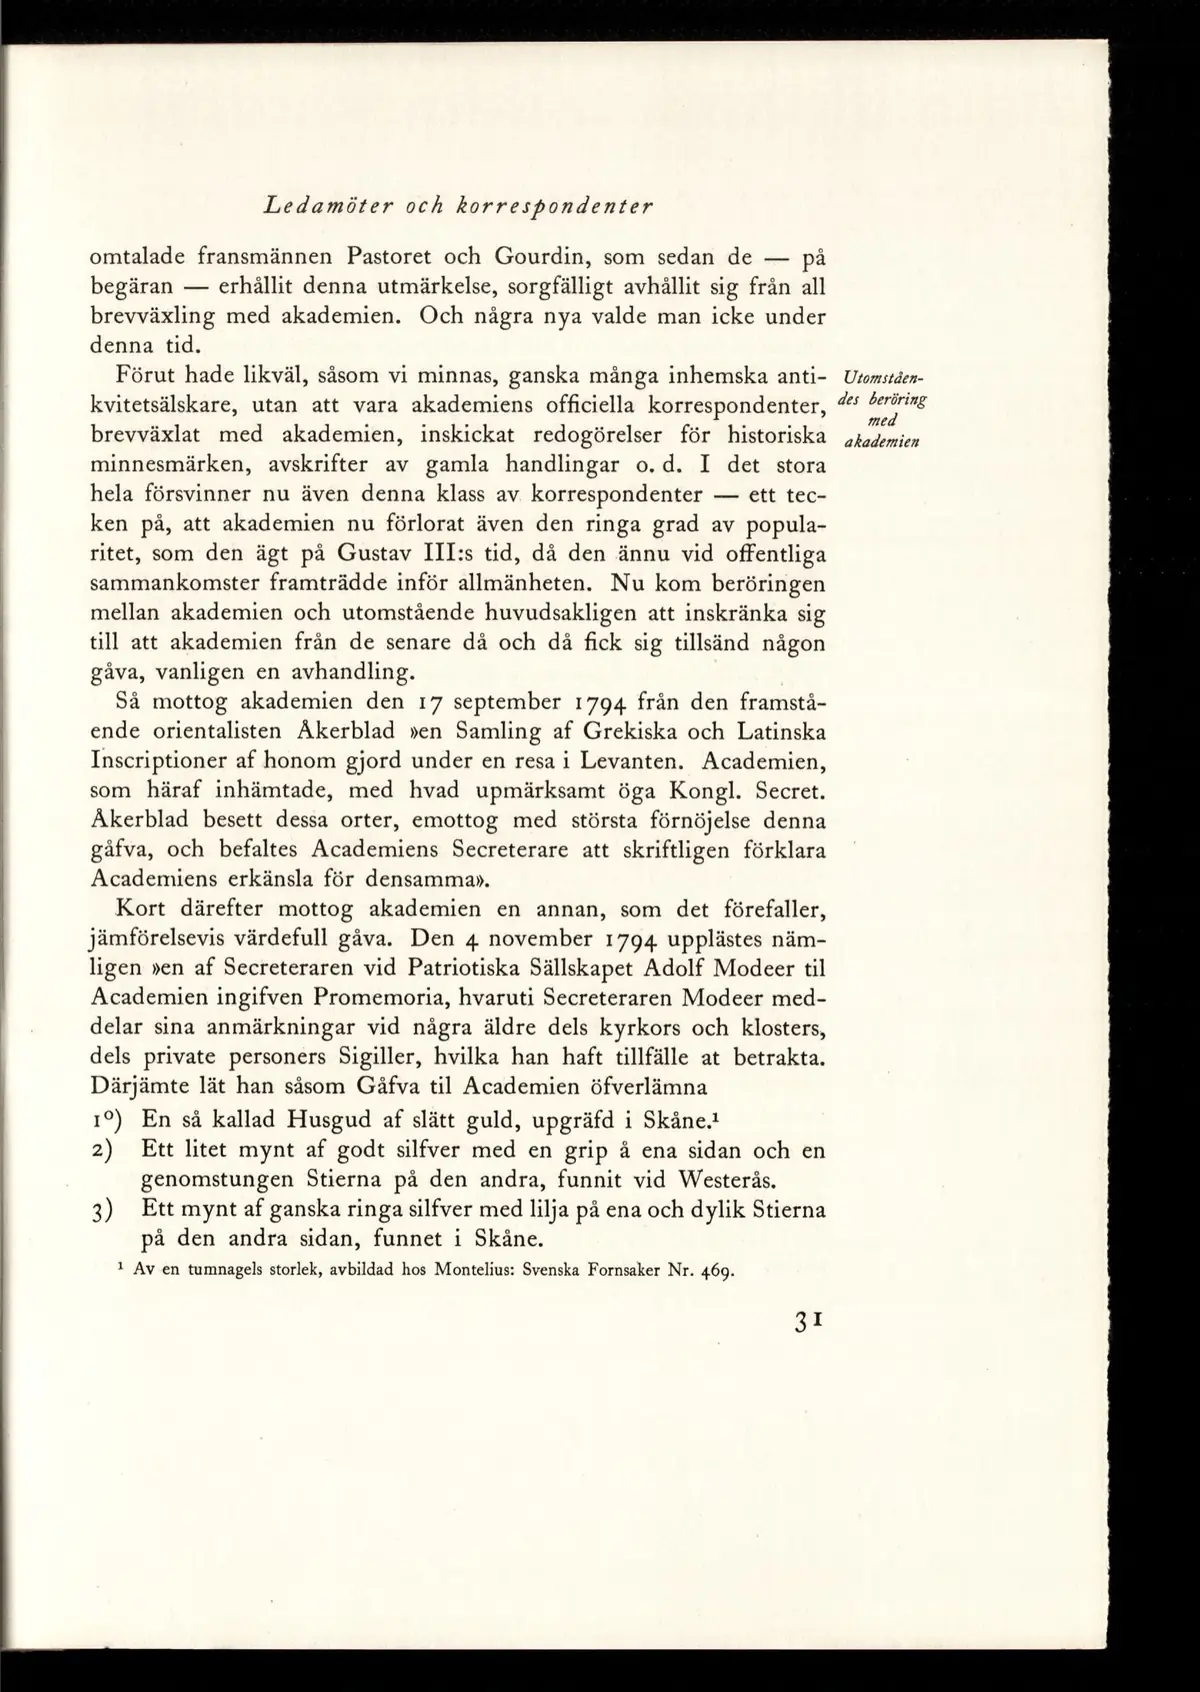 Ledamöter och korrespondenter
omtalade fransmännen Pastoret och Gourdin, som sedan de — på
begäran — erhållit denna utmärkelse, sorgfälligt avhållit sig från all
brevväxling med akademien. Och några nya valde man icke under
denna tid.
Förut hade likväl, såsom vi minnas, ganska många inhemska anti-
kvitetsälskare, utan att vara akademiens officiella korrespondenter,
brevväxlat med akademien, inskickat redogörelser för historiska
minnesmärken, avskrifter av gamla handlingar o. d. I det stora
hela försvinner nu även denna klass av korrespondenter — ett tec-
ken på, att akademien nu förlorat även den ringa grad av popula-
ritet, som den ägt på Gustav III:s tid, då den ännu vid offentliga
sammankomster framträdde inför allmänheten. Nu kom beröringen
mellan akademien och utomstående huvudsakligen att inskränka sig
till att akademien från de senare då och då fick sig tillsänd någon
gåva, vanligen en avhandling.
Utomståen-
des beröring
med
akademien
Så mottog akademien den 17 september 1794 från den framstå-
ende orientalisten Åkerblad »en Samling af Grekiska och Latinska
Inscriptioner af honom gjord under en resa i Levanten. Academien,
som häraf inhämtade, med hvad upmärksamt öga Kongl. Secret.
Åkerblad besett dessa orter, emottog med största förnöjelse denna
gåfva, och befaltes Academiens Secreterare att skriftligen förklara
Academiens erkänsla för densamma».
Kort därefter mottog akademien en annan, som det förefaller,
jämförelsevis värdefull gåva. Den 4 november 1794 upplästes näm-
ligen »en af Secreteraren vid Patriotiska Sällskapet Adolf Modeer til
Academien ingifven Promemoria, hvaruti Secreteraren Modeer med-
delar sina anmärkningar vid några äldre dels kyrkors och klosters,
dels private personers Sigiller, hvilka han haft tillfälle at betrakta.
Därjämte lät han såsom Gåfva til Academien öfverlämna
1°) En så kallad Husgud af slätt guld, upgräfd i Skåne.¹
2) Ett litet mynt af godt silfver med en grip å ena sidan och en
genomstungen Stierna på den andra, funnit vid Westerås.
3) Ett mynt af ganska ringa silfver med lilja på ena och dylik Stierna
på den andra sidan, funnet i Skåne.
¹ Av en tumnagels storlek, avbildad hos Montelius: Svenska Fornsaker Nr. 469.
31